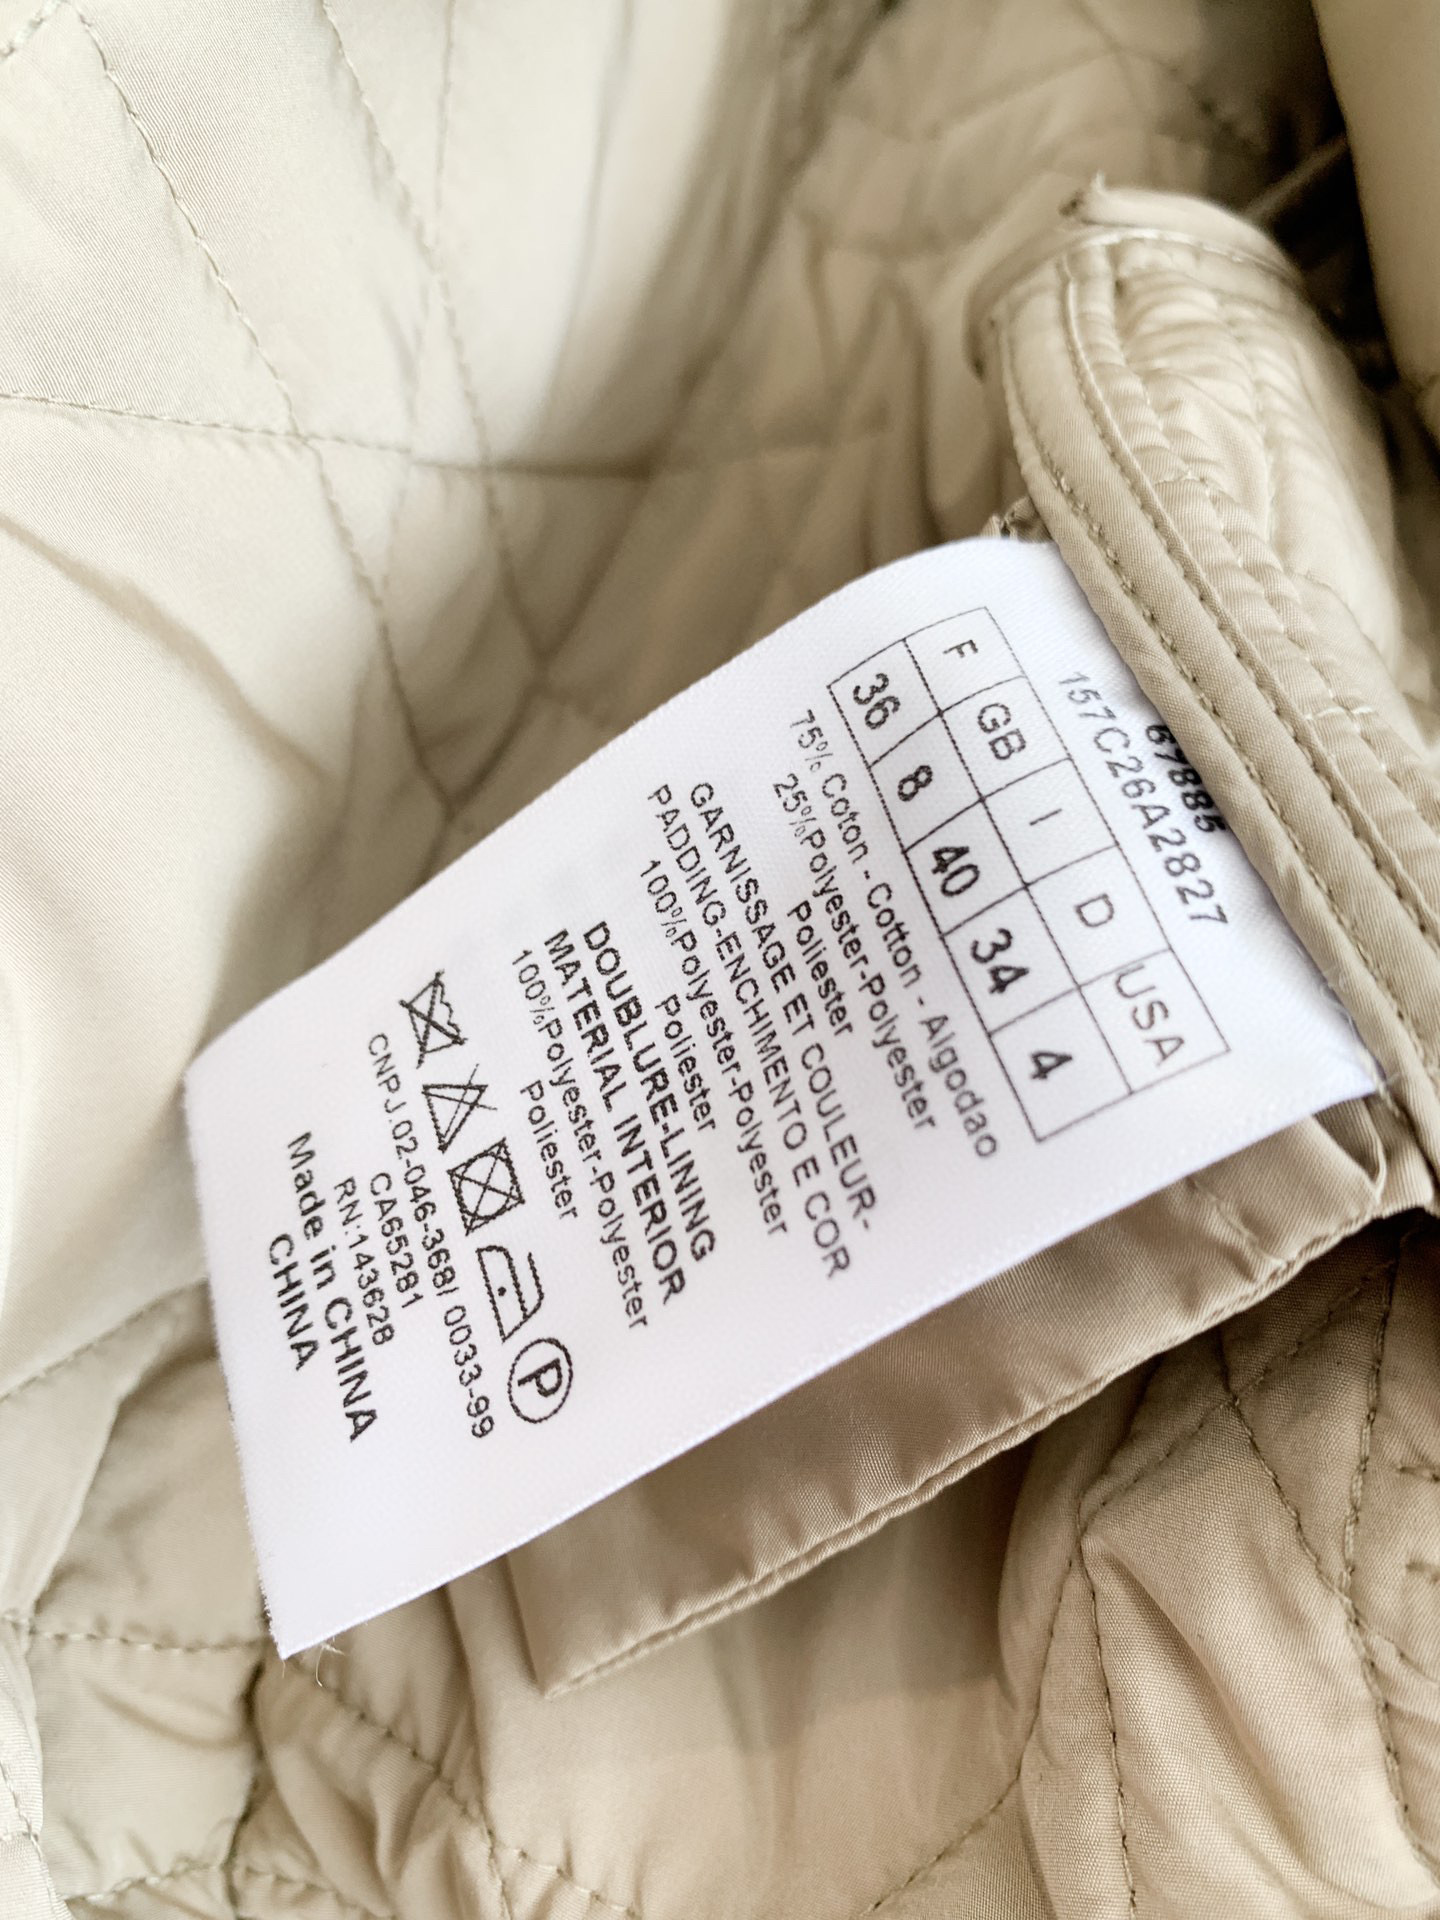 67885
157C26A2827
F GB I D USA
36 8 40 34 4
75% Coton - Cotton - Algodao
25%Polyester-Polyester
Poliester
GARNISSAGE ET COULEUR-
PADDING-ENCHIMENTO E COR
100%Polyester-Polyester
Poliester
DOUBLURE-LINING
MATERIAL INTERIOR
100%Polyester-Polyester
Poliester
P
CNPJ.02-046-368/ 0033-99
CA65281
RN:143628
Made in CHINA
CHINA